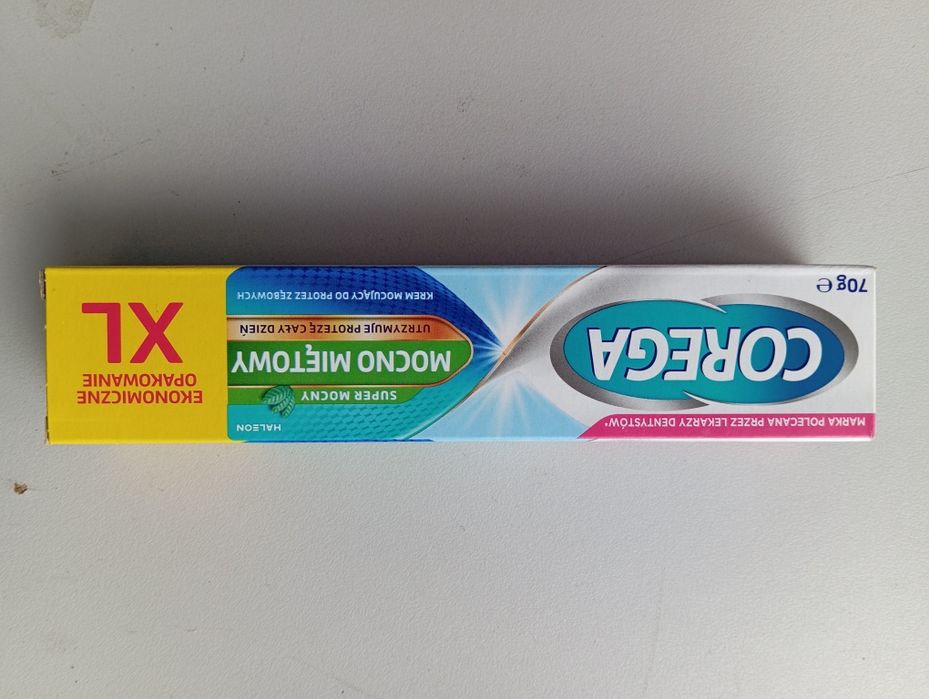 MARKA POLECANA PRZEZ LEKARZY DENTYSTÓW*
COREGA
70g ℮
HALEON
SUPER MOCNY
MOCNO MIĘTOWY
UTRZYMUJE PROTEZĘ CAŁY DZIEŃ
KREM MOCUJĄCY DO PROTEZ ZĘBOWYCH
EKONOMICZNE
OPAKOWANIE
XL